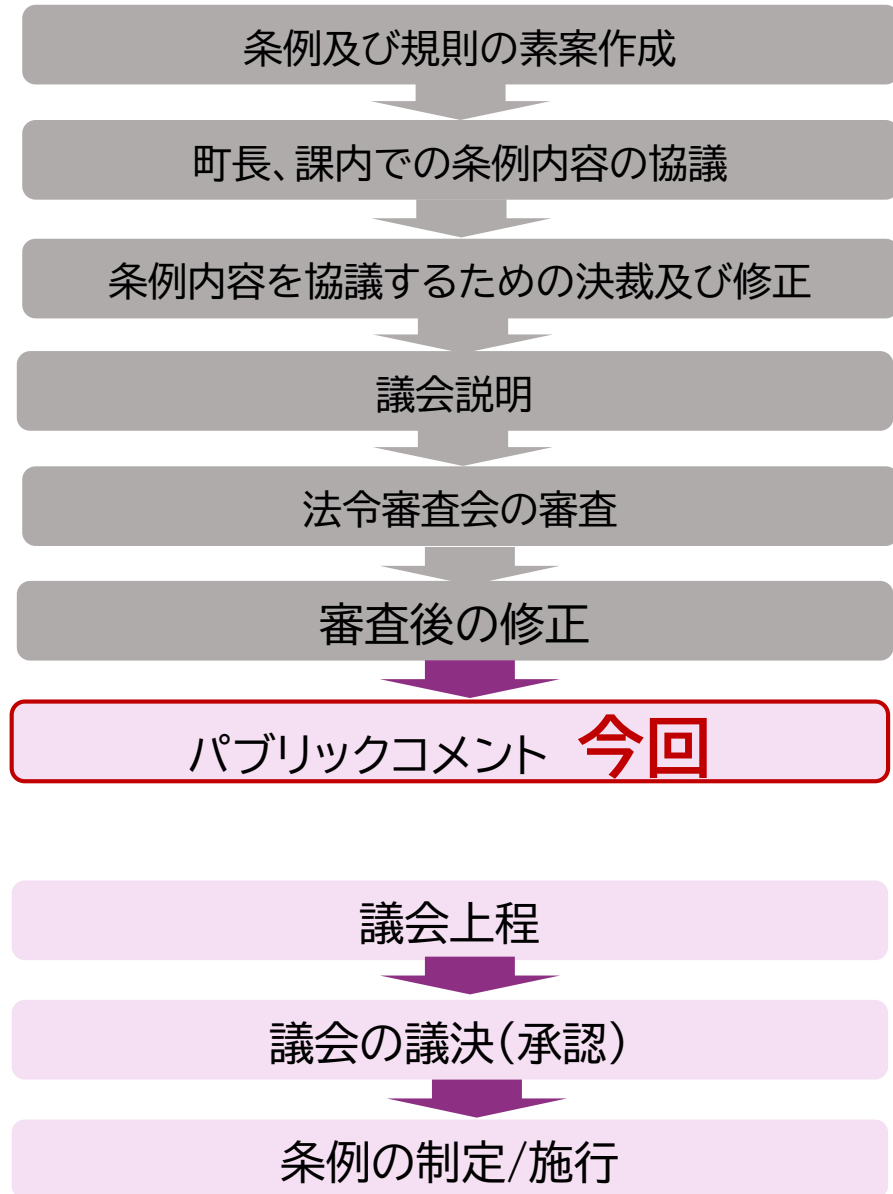 条例及び規則の素案作成
町長、課内での条例内容の協議
条例内容を協議するための決裁及び修正
議会説明
法令審査会の審査
審査後の修正
パブリックコメント 今回
議会上程
議会の議決(承認)
条例の制定/施行